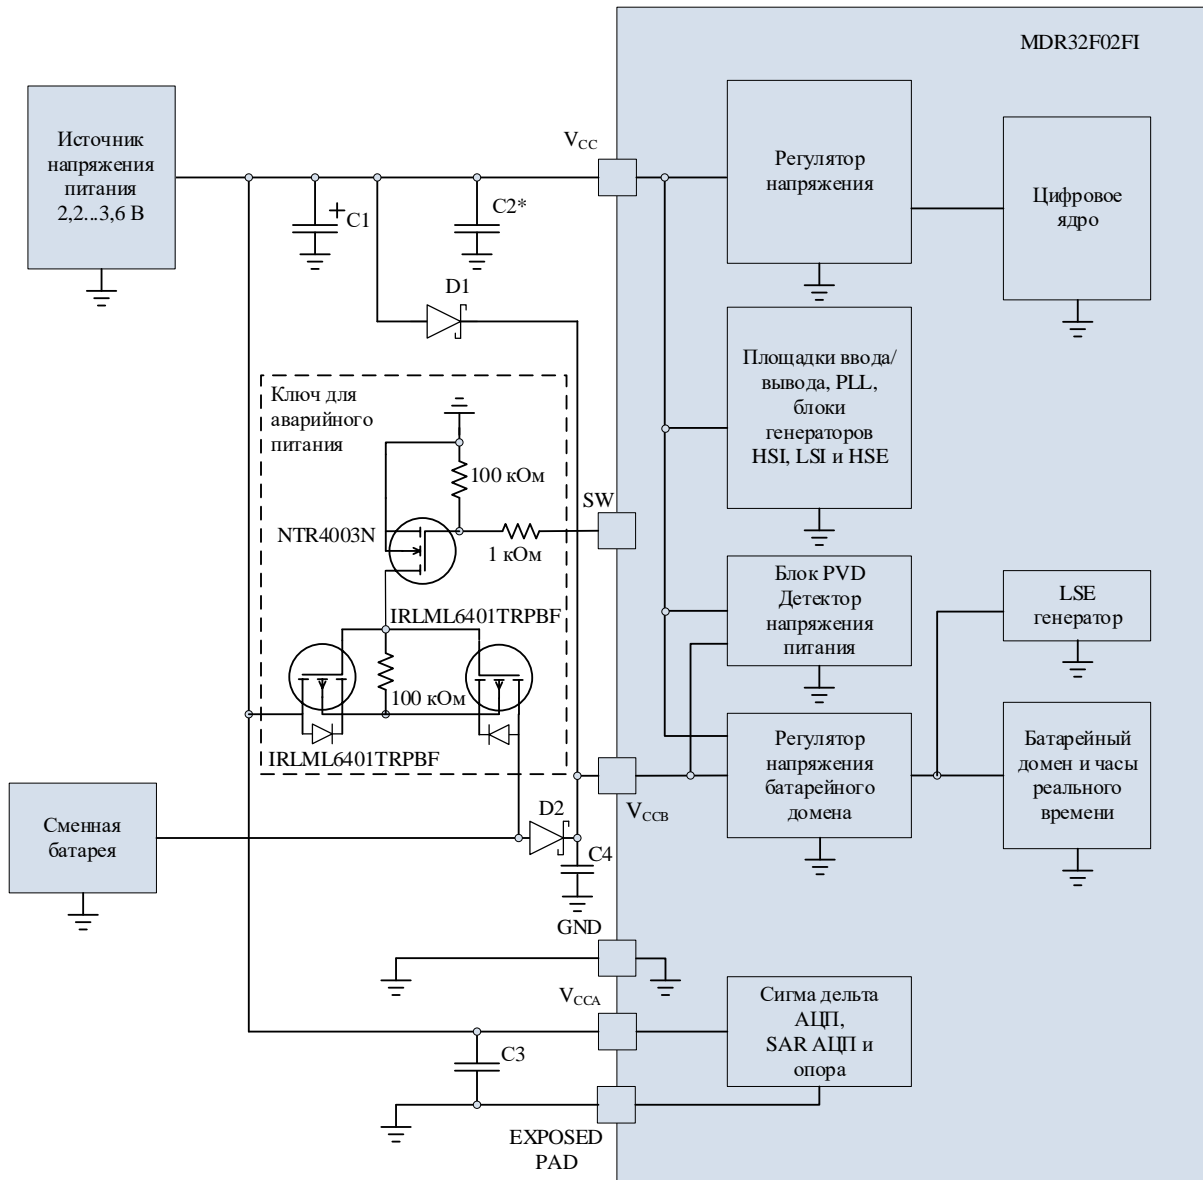 MDR32F02FI
Источник
напряжения
питания
2,2...3,6 В
VCC
C1
C2*
Регулятор
напряжения
Цифровое
ядро
D1
Площадки ввода/
вывода, PLL,
блоки
генераторов
HSI, LSI и HSE
Ключ для
аварийного
питания
100 кОм
SW
NTR4003N
1 кОм
Блок PVD
Детектор
напряжения
питания
LSE
генератор
IRLML6401TRPBF
100 кОм
IRLML6401TRPBF
Регулятор
напряжения
батарейного
домена
Батарейный
домен и часы
реального
времени
Сменная
батарея
D2
VCCB
C4
GND
VCCA
Сигма дельта
АЦП,
SAR АЦП и
опора
C3
EXPOSED
PAD